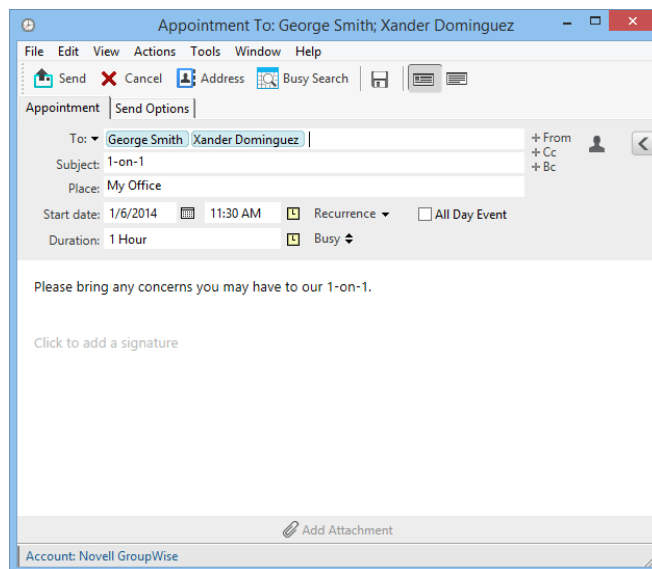 Appointment To: George Smith; Xander Dominguez
File Edit View Actions Tools Window Help
Send Cancel Address Busy Search
Appointment Send Options
To: George Smith Xander Dominguez + From
+ Cc
Subject: 1-on-1 + Bc
Place: My Office
Start date: 1/6/2014 11:30 AM Recurrence All Day Event
Duration: 1 Hour Busy
Please bring any concerns you may have to our 1-on-1.
Click to add a signature
Add Attachment
Account: Novell GroupWise